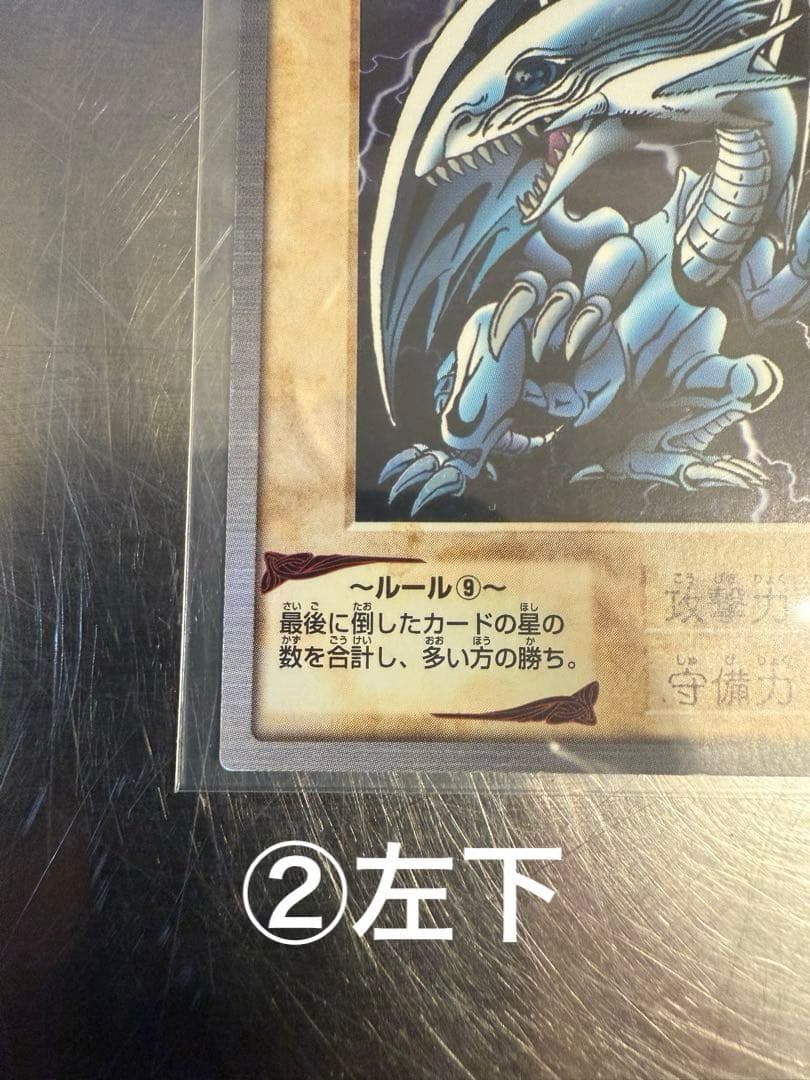 ～ルール⑨～
最後に倒したカードの星の
数を合計し、多い方の勝ち。
攻撃力
守備力
②左下